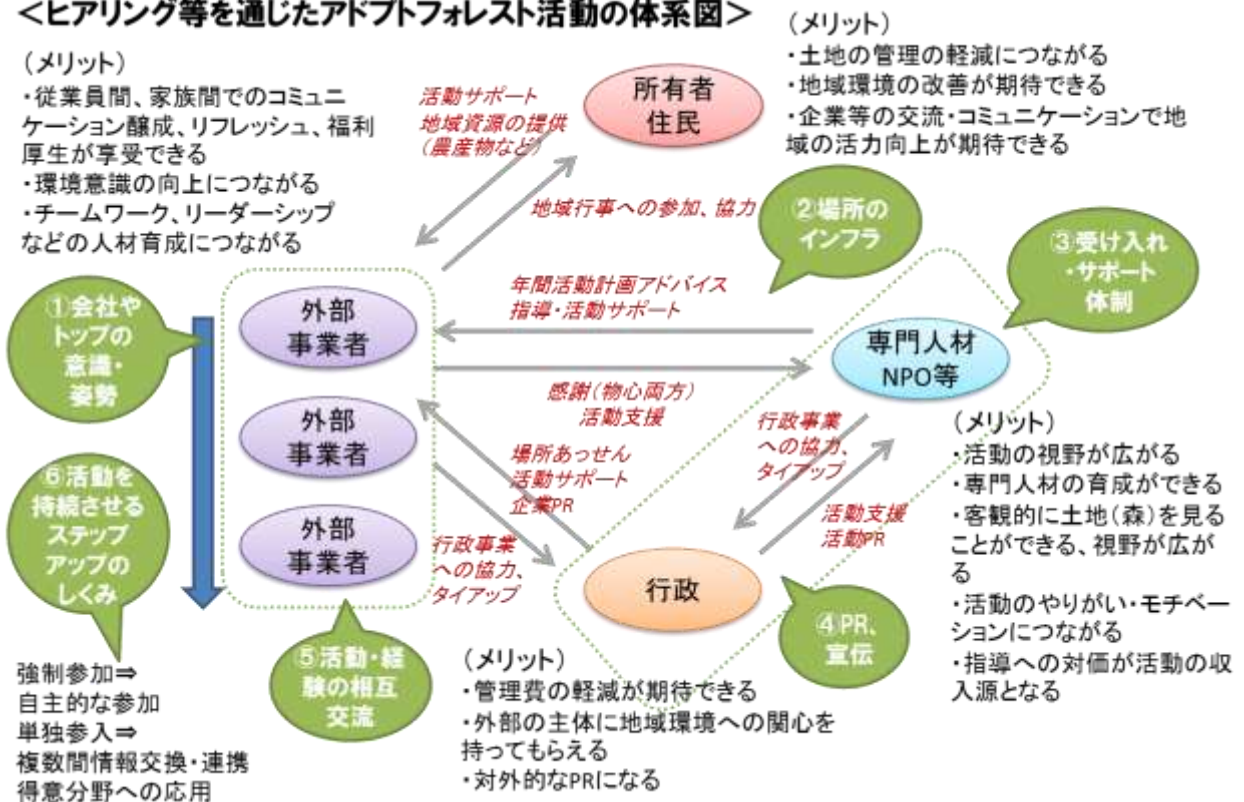 ＜ヒアリング等を通じたアドプトフォレスト活動の体系図＞
（メリット）
・従業員間、家族間でのコミュニ
ケーション醸成、リフレッシュ、福利
厚生が享受できる
・環境意識の向上につながる
・チームワーク、リーダーシップ
などの人材育成につながる
活動サポート
地域資源の提供
（農産物など）
所有者
住民
（メリット）
・土地の管理の軽減につながる
・地域環境の改善が期待できる
・企業等の交流・コミュニケーションで地
域の活力向上が期待できる
地域行事への参加、協力
②場所の
インフラ
③受け入れ
・サポート
体制
①会社や
トップの
意識・
姿勢
外部
事業者
年間活動計画アドバイス
指導・活動サポート
専門人材
NPO等
感謝（物心両方）
活動支援
外部
事業者
場所あっせん
活動サポート
企業PR
行政事業
への協力、
タイアップ
（メリット）
・活動の視野が広がる
・専門人材の育成ができる
・客観的に土地（森）を見る
ことができる、視野が広が
る
・活動のやりがい・モチベー
ションにつながる
・指導への対価が活動の収
入源となる
⑥活動を
持続させる
ステップ
アップの
しくみ
外部
事業者
行政事業
への協力、
タイアップ
活動支援
活動PR
行政
④PR、
宣伝
⑤活動・経
験の相互
交流
強制参加⇒
自主的な参加
単独参入⇒
複数間情報交換・連携
得意分野への応用
（メリット）
・管理費の軽減が期待できる
・外部の主体に地域環境への関心を
持ってもらえる
・対外的なPRになる